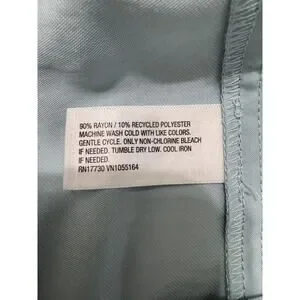 90% RAYON / 10% RECYCLED POLYESTER
MACHINE WASH COLD WITH LIKE COLORS.
GENTLE CYCLE. ONLY NON-CHLORINE BLEACH
IF NEEDED. TUMBLE DRY LOW. COOL IRON
IF NEEDED.
RN17730 VN1055164